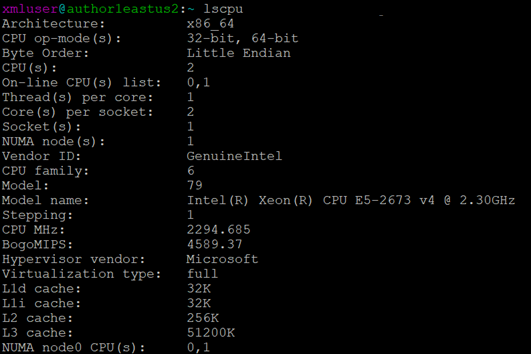 xmluser@authorleastus2:~ lscpu
Architecture: x86_64
CPU op-mode(s): 32-bit, 64-bit
Byte Order: Little Endian
CPU(s): 2
On-line CPU(s) list: 0,1
Thread(s) per core: 1
Core(s) per socket: 2
Socket(s): 1
NUMA node(s): 1
Vendor ID: GenuineIntel
CPU family: 6
Model: 79
Model name: Intel(R) Xeon(R) CPU E5-2673 v4 @ 2.30GHz
Stepping: 1
CPU MHz: 2294.685
BogoMIPS: 4589.37
Hypervisor vendor: Microsoft
Virtualization type: full
L1d cache: 32K
L1i cache: 32K
L2 cache: 256K
L3 cache: 51200K
NUMA node0 CPU(s): 0,1